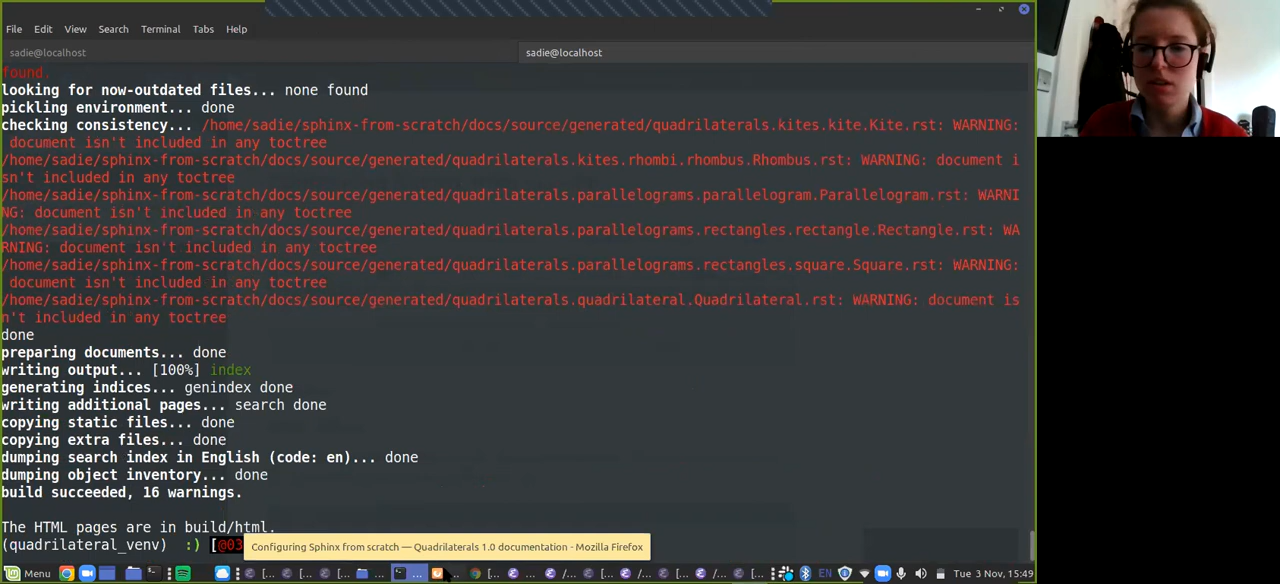 File Edit View Search Terminal Tabs Help
sadie@localhost sadie@localhost
found.
looking for now-outdated files... none found
pickling environment... done
checking consistency... /home/sadie/sphinx-from-scratch/docs/source/generated/quadrilaterals.kites.kite.Kite.rst: WARNING:
document isn't included in any toctree
/home/sadie/sphinx-from-scratch/docs/source/generated/quadrilaterals.kites.rhombi.rhombus.Rhombus.rst: WARNING: document i
sn't included in any toctree
/home/sadie/sphinx-from-scratch/docs/source/generated/quadrilaterals.parallelograms.parallelogram.Parallelogram.rst: WARNI
NG: document isn't included in any toctree
/home/sadie/sphinx-from-scratch/docs/source/generated/quadrilaterals.parallelograms.rectangles.rectangle.Rectangle.rst: WA
RNING: document isn't included in any toctree
/home/sadie/sphinx-from-scratch/docs/source/generated/quadrilaterals.parallelograms.rectangles.square.Square.rst: WARNING:
document isn't included in any toctree
/home/sadie/sphinx-from-scratch/docs/source/generated/quadrilaterals.quadrilateral.Quadrilateral.rst: WARNING: document is
n't included in any toctree
done
preparing documents... done
writing output... [100%] index
generating indices... genindex done
writing additional pages... search done
copying static files... done
copying extra files... done
dumping search index in English (code: en)... done
dumping object inventory... done
build succeeded, 16 warnings.
The HTML pages are in build/html.
(quadrilateral_venv) :) [@03
Configuring Sphinx from scratch — Quadrilaterals 1.0 documentation - Mozilla Firefox
Menu [... [... [... ... ... ... [... ... /... [... /... [... /... [... EN Tue 3 Nov, 15:49